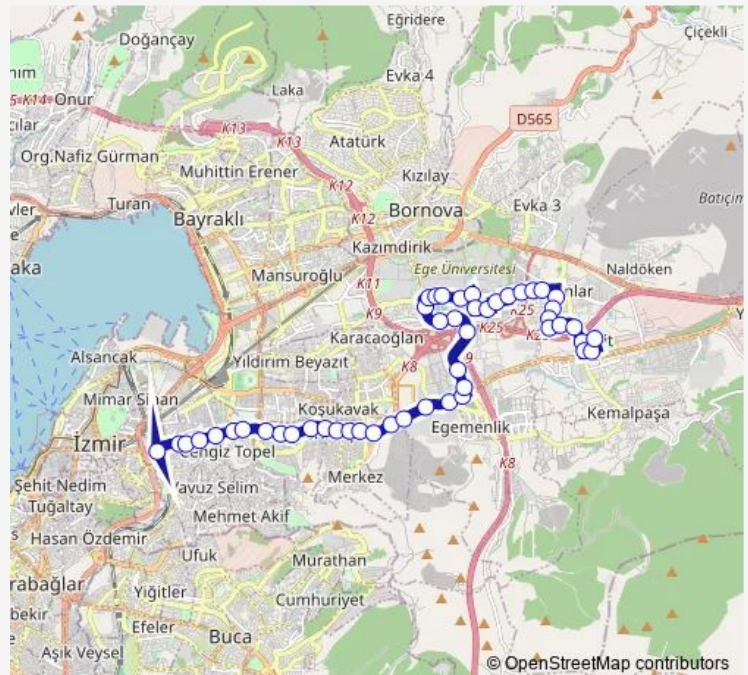 Eğridere
Çiçekli
Doğançay
Evka 4
Laka
K14 Onur
K13
K13
D565
Atatürk
Org.Nafiz Gürman
Muhittin Erener
K12
Kızılay
Batıçim
Turan
Bayraklı
K12
Bornova
Evka 3
Kazımdirik
Mansuroğlu
K11
Ege Üniversitesi
Naldöken
K9
K25
Karacaoğlan
K25
Alsancak
Yıldırım Beyazıt
K8
Mimar Sinan
Koşukavak
Kemalpaşa
İzmir
Cengiz Topel
Egemenlik
K8
Şehit Nedim
Yavuz Selim
Merkez
Tuğaltay
Mehmet Akif
Hasan Özdemir
Ufuk
Murathan
Yiğitler
Cumhuriyet
Efeler
Buca
Aşık Veysel
© OpenStreetMap contributors